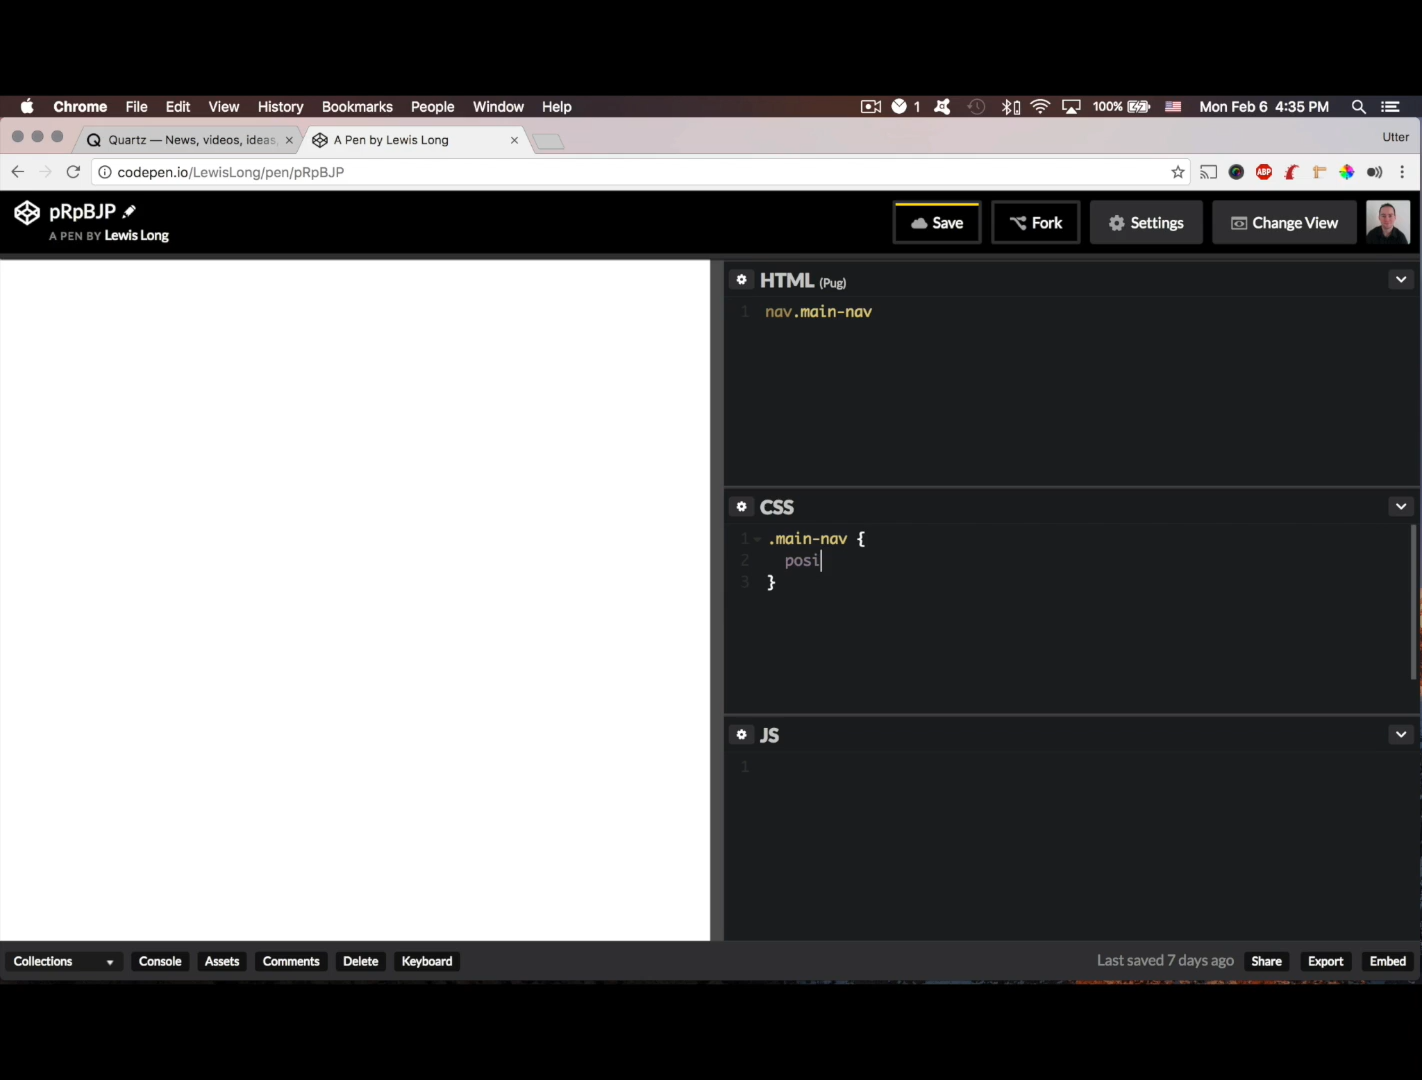 Chrome File Edit View History Bookmarks People Window Help 1 100% Mon Feb 6 4:35 PM
Quartz — News, videos, ideas, × A Pen by Lewis Long × Utter
codepen.io/LewisLong/pen/pRpBJP ABP
pRpBJP
A PEN BY Lewis Long
Save Fork Settings Change View
HTML (Pug)
1 nav.main-nav
CSS
1 .main-nav {
2 posi
3 }
JS
1
Collections Console Assets Comments Delete Keyboard Last saved 7 days ago Share Export Embed